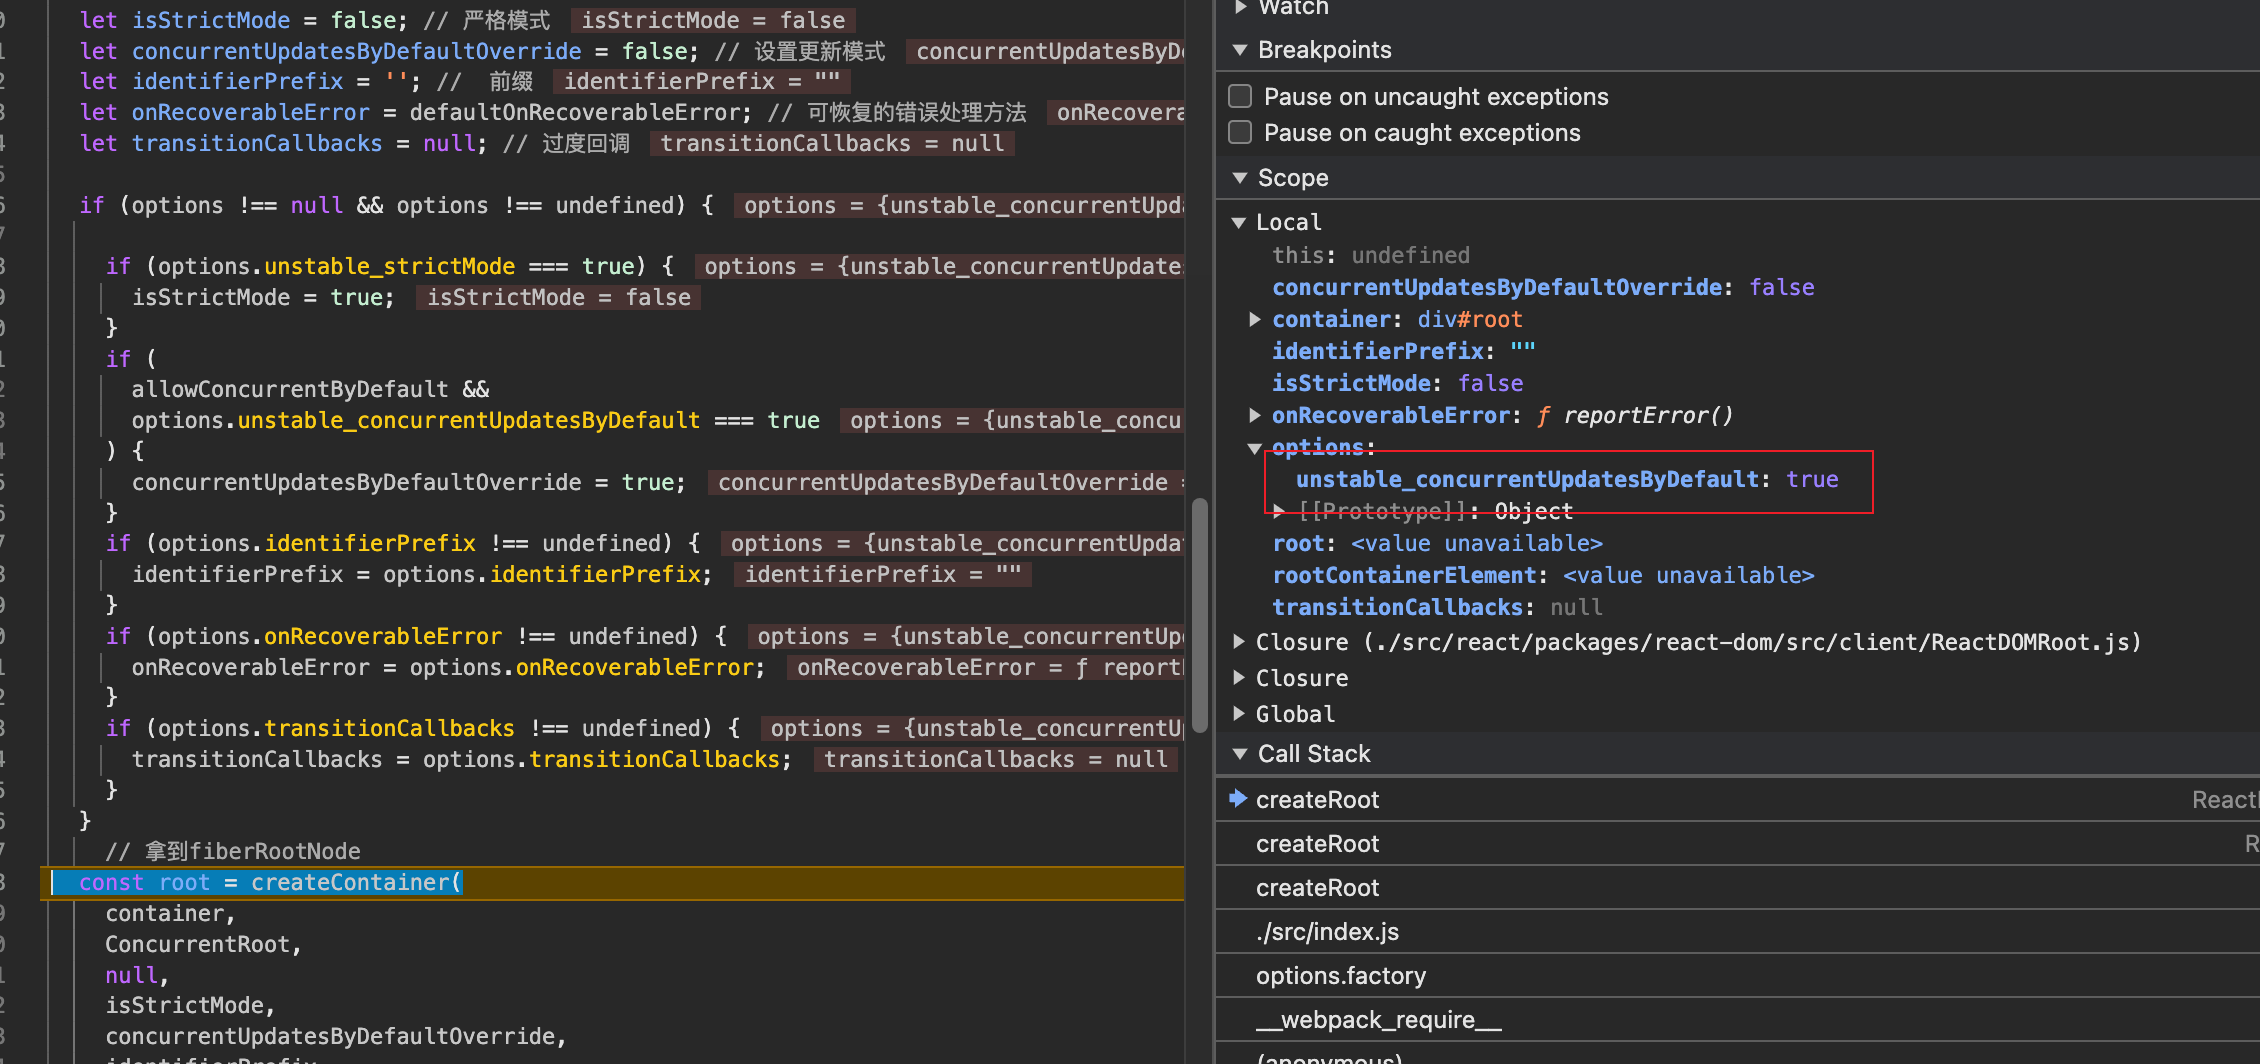 let isStrictMode = false; // 严格模式 isStrictMode = false
let concurrentUpdatesByDefaultOverride = false; // 设置更新模式 concurrentUpdatesByDe
let identifierPrefix = ''; // 前缀 identifierPrefix = ""
let onRecoverableError = defaultOnRecoverableError; // 可恢复的错误处理方法 onRecovera
let transitionCallbacks = null; // 过度回调 transitionCallbacks = null
if (options !== null && options !== undefined) { options = {unstable_concurrentUpda
if (options.unstable_strictMode === true) { options = {unstable_concurrentUpdates
isStrictMode = true; isStrictMode = false
}
if (
allowConcurrentByDefault &&
options.unstable_concurrentUpdatesByDefault === true options = {unstable_concu
) {
concurrentUpdatesByDefaultOverride = true; concurrentUpdatesByDefaultOverride =
}
if (options.identifierPrefix !== undefined) { options = {unstable_concurrentUpda
identifierPrefix = options.identifierPrefix; identifierPrefix = ""
}
if (options.onRecoverableError !== undefined) { options = {unstable_concurrentUp
onRecoverableError = options.onRecoverableError; onRecoverableError = ƒ report
}
if (options.transitionCallbacks !== undefined) { options = {unstable_concurrentU
transitionCallbacks = options.transitionCallbacks; transitionCallbacks = null
}
}
// 拿到fiberRootNode
const root = createContainer(
container,
ConcurrentRoot,
null,
isStrictMode,
concurrentUpdatesByDefaultOverride,
identifierPrefix
Watch
Breakpoints
Pause on uncaught exceptions
Pause on caught exceptions
Scope
Local
this: undefined
concurrentUpdatesByDefaultOverride: false
container: div#root
identifierPrefix: ""
isStrictMode: false
onRecoverableError: ƒ reportError()
options:
unstable_concurrentUpdatesByDefault: true
[[Prototype]]: Object
root: <value unavailable>
rootContainerElement: <value unavailable>
transitionCallbacks: null
Closure (./src/react/packages/react-dom/src/client/ReactDOMRoot.js)
Closure
Global
Call Stack
createRoot React
createRoot R
createRoot
./src/index.js
options.factory
__webpack_require__
(anonymous)